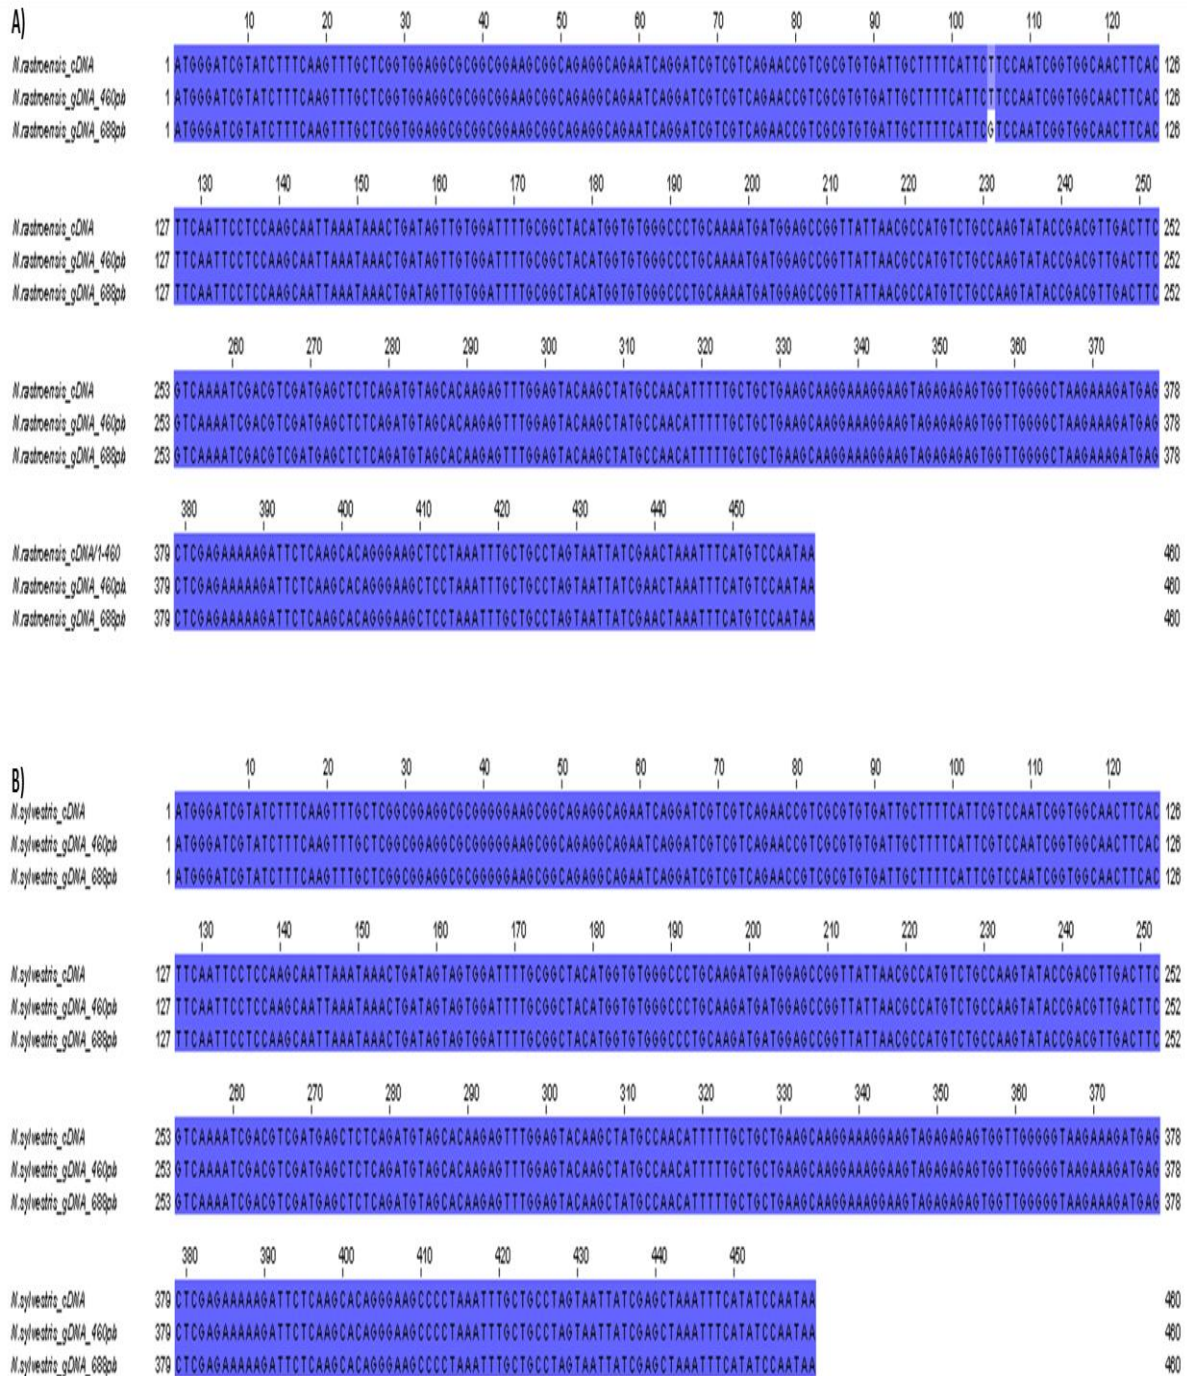 A)
10 20 30 40 50 60 70 80 90 100 110 120
N.rastroensis_cDNA 1 ATGGGATCGTATCTTTCAAGTTTGCTCGGTGGAGGCGCGGCGGAAGCGGCAGAGGCAGAATCAGGATCGTCGTCAGAACCGTCGCGTGTGATTGCTTTTCATTCTTCCAATCGGTGGCAACTTCAC 126
N.rastroensis_gDNA_460pb 1 ATGGGATCGTATCTTTCAAGTTTGCTCGGTGGAGGCGCGGCGGAAGCGGCAGAGGCAGAATCAGGATCGTCGTCAGAACCGTCGCGTGTGATTGCTTTTCATTCTTCCAATCGGTGGCAACTTCAC 126
N.rastroensis_gDNA_688pb 1 ATGGGATCGTATCTTTCAAGTTTGCTCGGTGGAGGCGCGGCGGAAGCGGCAGAGGCAGAATCAGGATCGTCGTCAGAACCGTCGCGTGTGATTGCTTTTCATTCGTCCAATCGGTGGCAACTTCAC 126
130 140 150 160 170 180 190 200 210 220 230 240 250
N.rastroensis_cDNA 127 TTCAATTCCTCCAAGCAATTAAATAAACTGATAGTTGTGGATTTTGCGGCTACATGGTGTGGGCCCTGCAAAATGATGGAGCCGGTTATTAACGCCATGTCTGCCAAGTATACCGACGTTGACTTC 252
N.rastroensis_gDNA_460pb 127 TTCAATTCCTCCAAGCAATTAAATAAACTGATAGTTGTGGATTTTGCGGCTACATGGTGTGGGCCCTGCAAAATGATGGAGCCGGTTATTAACGCCATGTCTGCCAAGTATACCGACGTTGACTTC 252
N.rastroensis_gDNA_688pb 127 TTCAATTCCTCCAAGCAATTAAATAAACTGATAGTTGTGGATTTTGCGGCTACATGGTGTGGGCCCTGCAAAATGATGGAGCCGGTTATTAACGCCATGTCTGCCAAGTATACCGACGTTGACTTC 252
260 270 280 290 300 310 320 330 340 350 360 370
N.rastroensis_cDNA 253 GTCAAAATCGACGTCGATGAGCTCTCAGATGTAGCACAAGAGTTTGGAGTACAAGCTATGCCAACATTTTTGCTGCTGAAGCAAGGAAAGGAAGTAGAGAGAGTGGTTGGGGCTAAGAAAGATGAG 378
N.rastroensis_gDNA_460pb 253 GTCAAAATCGACGTCGATGAGCTCTCAGATGTAGCACAAGAGTTTGGAGTACAAGCTATGCCAACATTTTTGCTGCTGAAGCAAGGAAAGGAAGTAGAGAGAGTGGTTGGGGCTAAGAAAGATGAG 378
N.rastroensis_gDNA_688pb 253 GTCAAAATCGACGTCGATGAGCTCTCAGATGTAGCACAAGAGTTTGGAGTACAAGCTATGCCAACATTTTTGCTGCTGAAGCAAGGAAAGGAAGTAGAGAGAGTGGTTGGGGCTAAGAAAGATGAG 378
380 390 400 410 420 430 440 450
N.rastroensis_cDNA/1-460 379 CTCGAGAAAAAGATTCTCAAGCACAGGGAAGCTCCTAAATTTGCTGCCTAGTAATTATCGAACTAAATTTCATGTCCAATAA 460
N.rastroensis_gDNA_460pb 379 CTCGAGAAAAAGATTCTCAAGCACAGGGAAGCTCCTAAATTTGCTGCCTAGTAATTATCGAACTAAATTTCATGTCCAATAA 460
N.rastroensis_gDNA_688pb 379 CTCGAGAAAAAGATTCTCAAGCACAGGGAAGCTCCTAAATTTGCTGCCTAGTAATTATCGAACTAAATTTCATGTCCAATAA 460
B)
10 20 30 40 50 60 70 80 90 100 110 120
N.sylvestris_cDNA 1 ATGGGATCGTATCTTTCAAGTTTGCTCGGCGGAGGCGCGGGGGAAGCGGCAGAGGCAGAATCAGGATCGTCGTCAGAACCGTCGCGTGTGATTGCTTTTCATTCGTCCAATCGGTGGCAACTTCAC 126
N.sylvestris_gDNA_460pb 1 ATGGGATCGTATCTTTCAAGTTTGCTCGGCGGAGGCGCGGGGGAAGCGGCAGAGGCAGAATCAGGATCGTCGTCAGAACCGTCGCGTGTGATTGCTTTTCATTCGTCCAATCGGTGGCAACTTCAC 126
N.sylvestris_gDNA_688pb 1 ATGGGATCGTATCTTTCAAGTTTGCTCGGCGGAGGCGCGGGGGAAGCGGCAGAGGCAGAATCAGGATCGTCGTCAGAACCGTCGCGTGTGATTGCTTTTCATTCGTCCAATCGGTGGCAACTTCAC 126
130 140 150 160 170 180 190 200 210 220 230 240 250
N.sylvestris_cDNA 127 TTCAATTCCTCCAAGCAATTAAATAAACTGATAGTAGTGGATTTTGCGGCTACATGGTGTGGGCCCTGCAAGATGATGGAGCCGGTTATTAACGCCATGTCTGCCAAGTATACCGACGTTGACTTC 252
N.sylvestris_gDNA_460pb 127 TTCAATTCCTCCAAGCAATTAAATAAACTGATAGTAGTGGATTTTGCGGCTACATGGTGTGGGCCCTGCAAGATGATGGAGCCGGTTATTAACGCCATGTCTGCCAAGTATACCGACGTTGACTTC 252
N.sylvestris_gDNA_688pb 127 TTCAATTCCTCCAAGCAATTAAATAAACTGATAGTAGTGGATTTTGCGGCTACATGGTGTGGGCCCTGCAAGATGATGGAGCCGGTTATTAACGCCATGTCTGCCAAGTATACCGACGTTGACTTC 252
260 270 280 290 300 310 320 330 340 350 360 370
N.sylvestris_cDNA 253 GTCAAAATCGACGTCGATGAGCTCTCAGATGTAGCACAAGAGTTTGGAGTACAAGCTATGCCAACATTTTTGCTGCTGAAGCAAGGAAAGGAAGTAGAGAGAGTGGTTGGGGGTAAGAAAGATGAG 378
N.sylvestris_gDNA_460pb 253 GTCAAAATCGACGTCGATGAGCTCTCAGATGTAGCACAAGAGTTTGGAGTACAAGCTATGCCAACATTTTTGCTGCTGAAGCAAGGAAAGGAAGTAGAGAGAGTGGTTGGGGGTAAGAAAGATGAG 378
N.sylvestris_gDNA_688pb 253 GTCAAAATCGACGTCGATGAGCTCTCAGATGTAGCACAAGAGTTTGGAGTACAAGCTATGCCAACATTTTTGCTGCTGAAGCAAGGAAAGGAAGTAGAGAGAGTGGTTGGGGGTAAGAAAGATGAG 378
380 390 400 410 420 430 440 450
N.sylvestris_cDNA 379 CTCGAGAAAAAGATTCTCAAGCACAGGGAAGCCCCTAAATTTGCTGCCTAGTAATTATCGAGCTAAATTTCATATCCAATAA 460
N.sylvestris_gDNA_460pb 379 CTCGAGAAAAAGATTCTCAAGCACAGGGAAGCCCCTAAATTTGCTGCCTAGTAATTATCGAGCTAAATTTCATATCCAATAA 460
N.sylvestris_gDNA_688pb 379 CTCGAGAAAAAGATTCTCAAGCACAGGGAAGCCCCTAAATTTGCTGCCTAGTAATTATCGAGCTAAATTTCATATCCAATAA 460